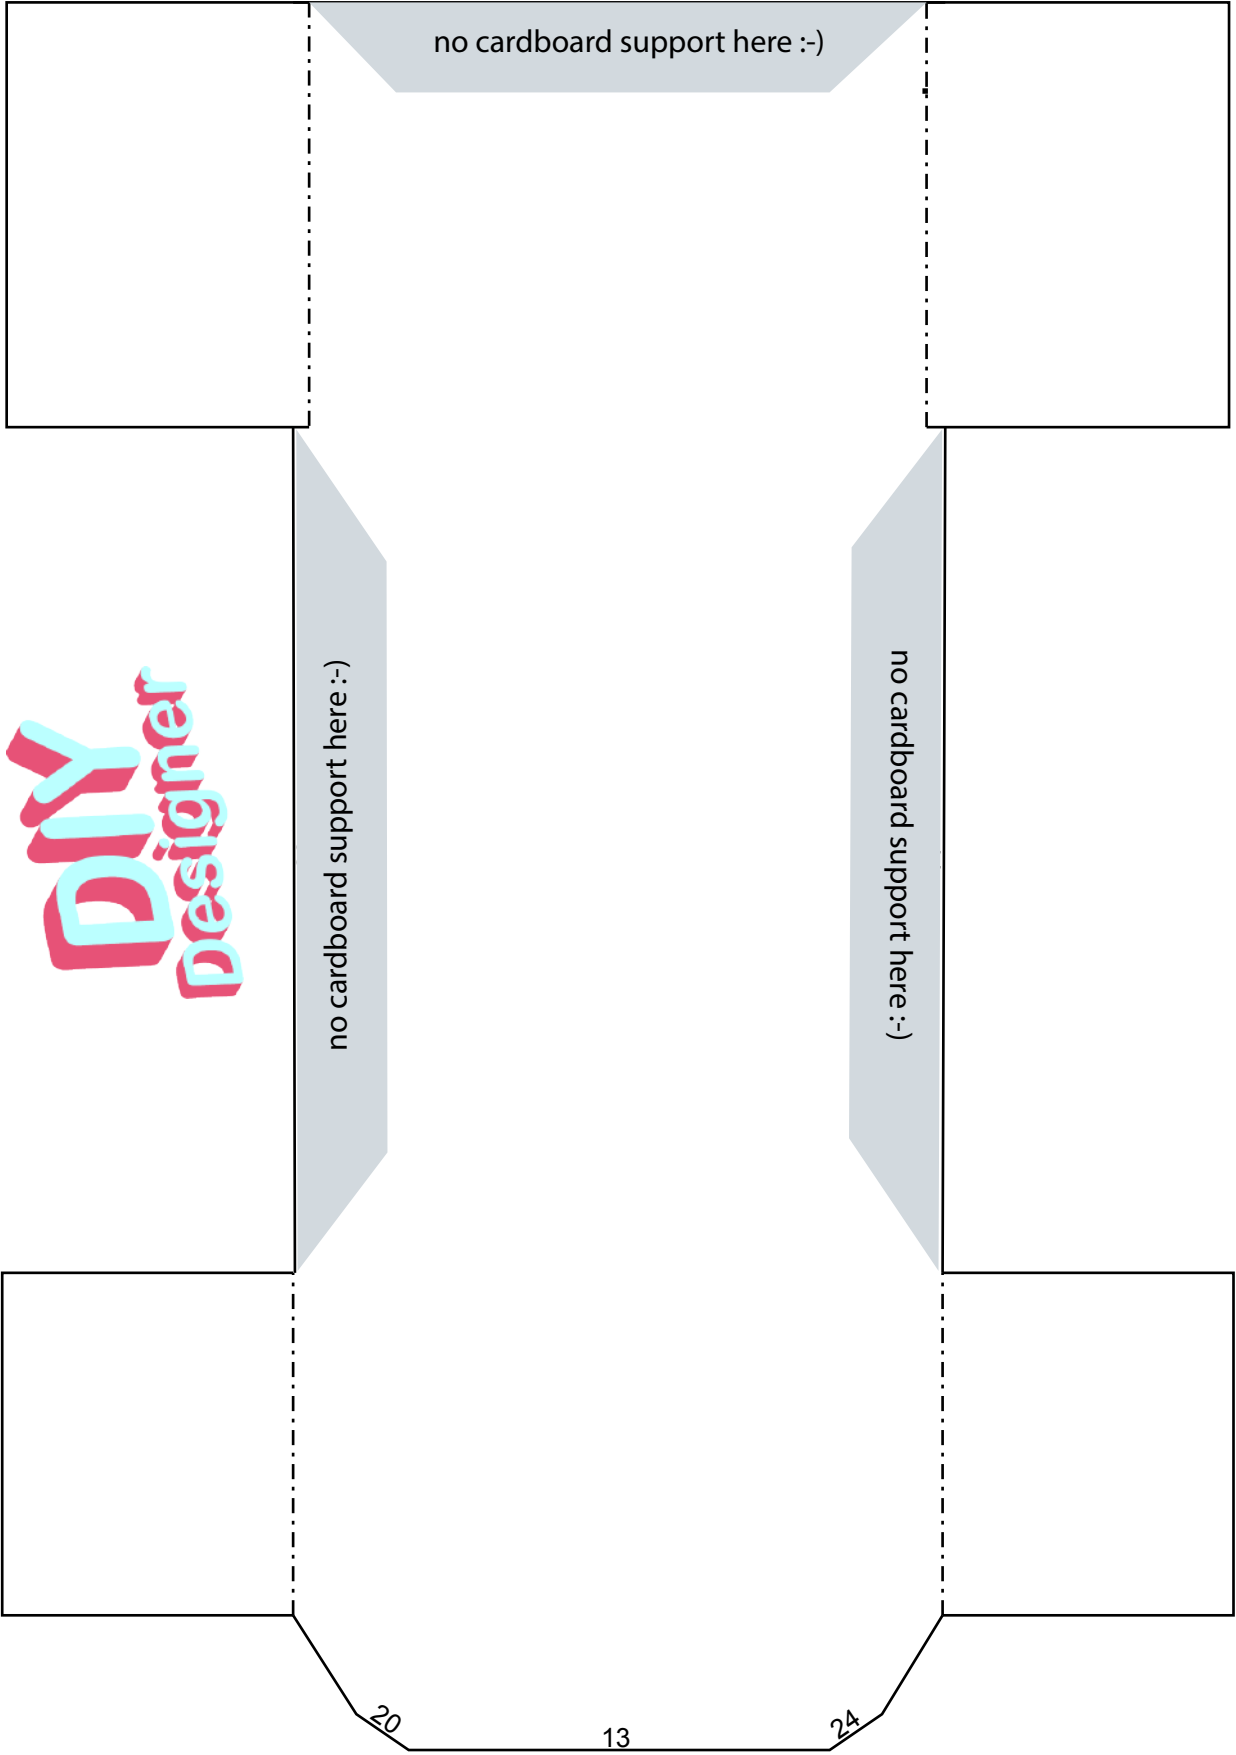 no cardboard support here :-)
no cardboard support here :-)
no cardboard support here :-)
DIY
Designer
20
13
24